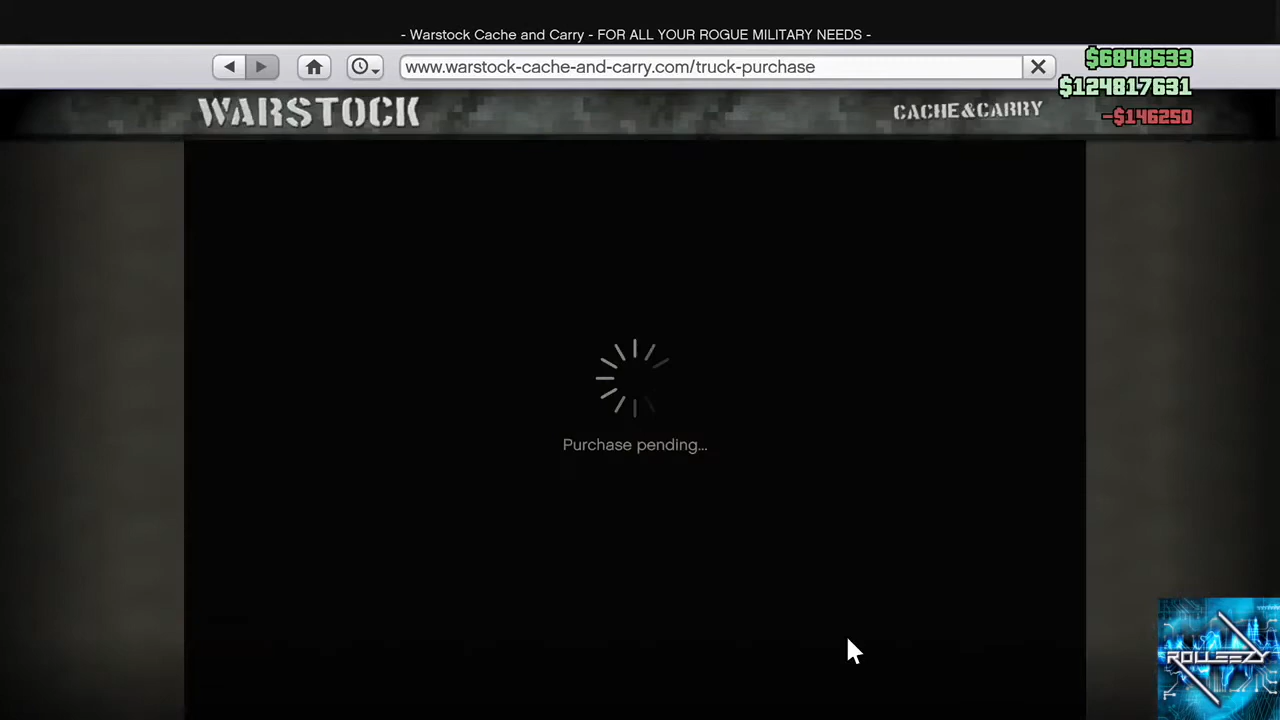 - Warstock Cache and Carry - FOR ALL YOUR ROGUE MILITARY NEEDS -
www.warstock-cache-and-carry.com/truck-purchase
$6848533
$124817631
-$146250
WARSTOCK
CACHE&CARRY
Purchase pending...
ROLLEEZY